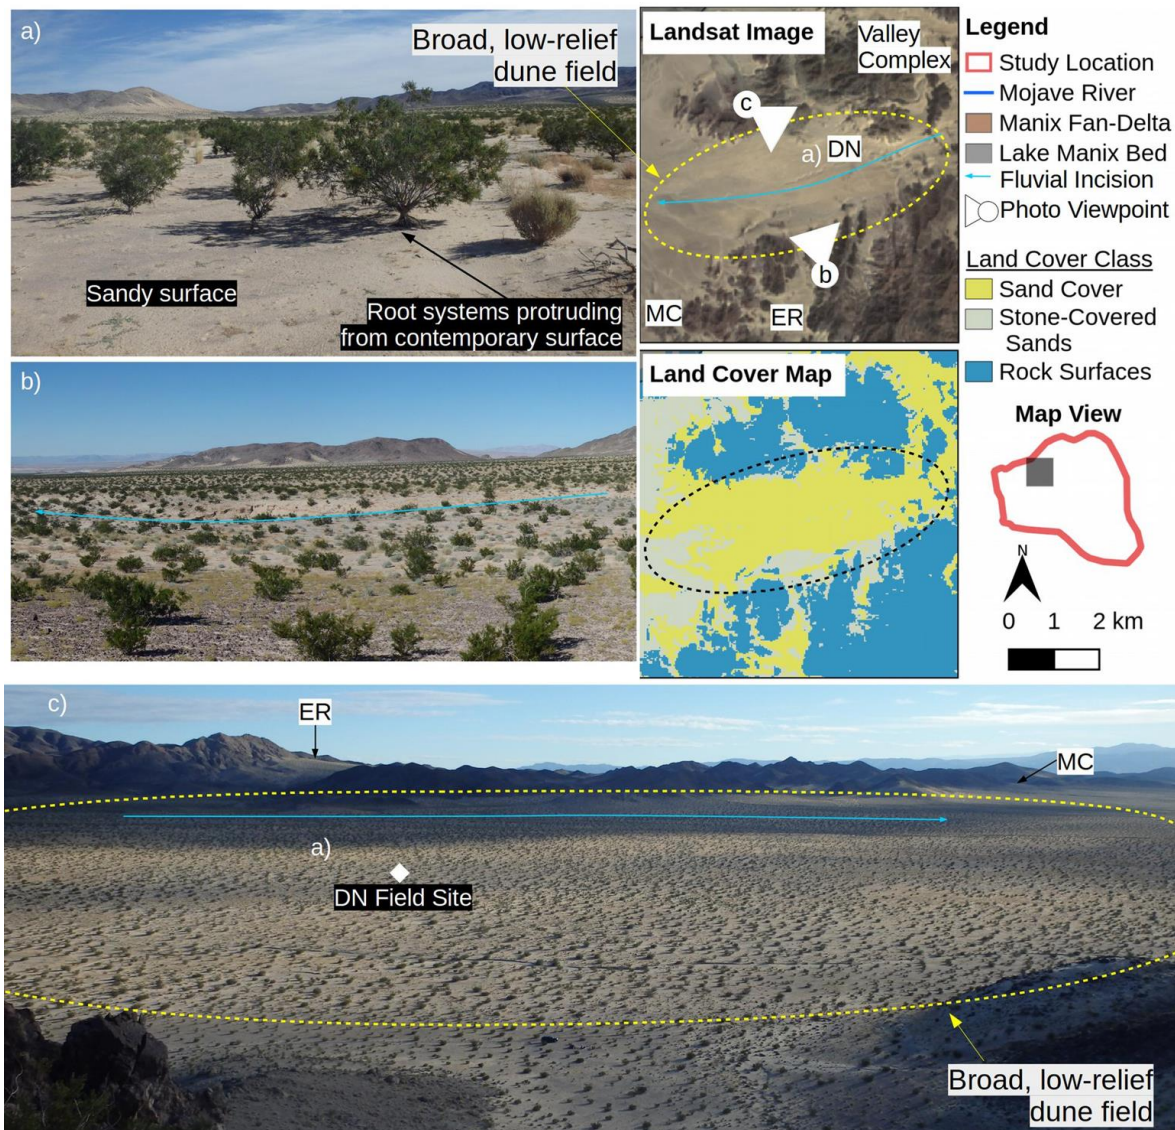 a)
Broad, low-relief
dune field
Sandy surface
Root systems protruding
from contemporary surface
b)
Landsat Image
Valley
Complex
c
a)
DN
b
MC
ER
Land Cover Map
Legend
Study Location
Mojave River
Manix Fan-Delta
Lake Manix Bed
Fluvial Incision
Photo Viewpoint
Land Cover Class
Sand Cover
Stone-Covered
Sands
Rock Surfaces
Map View
N
0 1 2 km
c)
ER
MC
a)
DN Field Site
Broad, low-relief
dune field